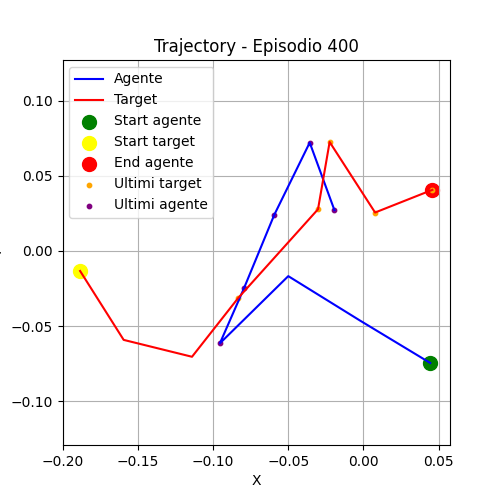 Trajectory - Episodio 400
Agente
Target
Start agente
Start target
End agente
Ultimi target
Ultimi agente
0.10
0.05
0.00
−0.05
−0.10
−0.20 −0.15 −0.10 −0.05 0.00 0.05
X